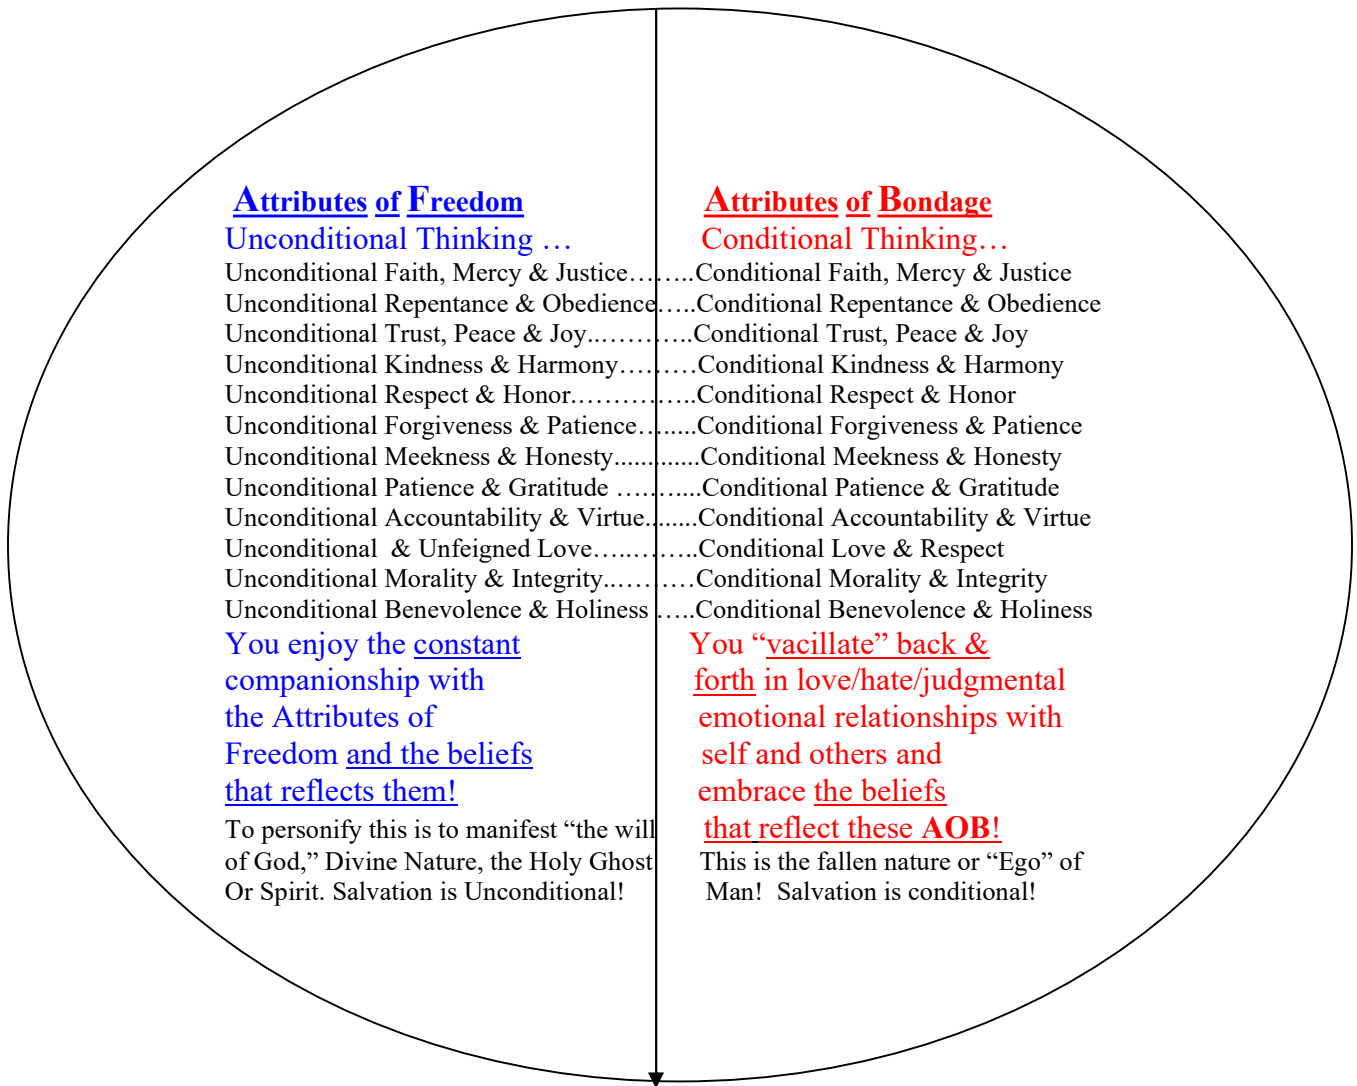 Attributes of Freedom
Unconditional Thinking …
Unconditional Faith, Mercy & Justice……..Conditional Faith, Mercy & Justice
Unconditional Repentance & Obedience…..Conditional Repentance & Obedience
Unconditional Trust, Peace & Joy..………..Conditional Trust, Peace & Joy
Unconditional Kindness & Harmony………Conditional Kindness & Harmony
Unconditional Respect & Honor.…………..Conditional Respect & Honor
Unconditional Forgiveness & Patience…......Conditional Forgiveness & Patience
Unconditional Meekness & Honesty.............Conditional Meekness & Honesty
Unconditional Patience & Gratitude ……....Conditional Patience & Gratitude
Unconditional Accountability & Virtue........Conditional Accountability & Virtue
Unconditional  & Unfeigned Love…..……..Conditional Love & Respect
Unconditional Morality & Integrity..………Conditional Morality & Integrity
Unconditional Benevolence & Holiness …..Conditional Benevolence & Holiness
You enjoy the constant
companionship with
the Attributes of
Freedom and the beliefs
that reflects them!
To personify this is to manifest “the will
of God,” Divine Nature, the Holy Ghost
Or Spirit. Salvation is Unconditional!
Attributes of Bondage
Conditional Thinking…
You “vacillate” back &
forth in love/hate/judgmental
emotional relationships with
self and others and
embrace the beliefs
that reflect these AOB!
This is the fallen nature or “Ego” of
Man!  Salvation is conditional!